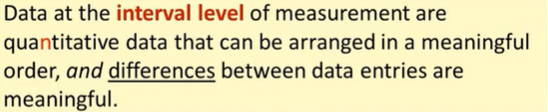 Data at the interval level of measurement are
quantitative data that can be arranged in a meaningful
order, and differences between data entries are
meaningful.